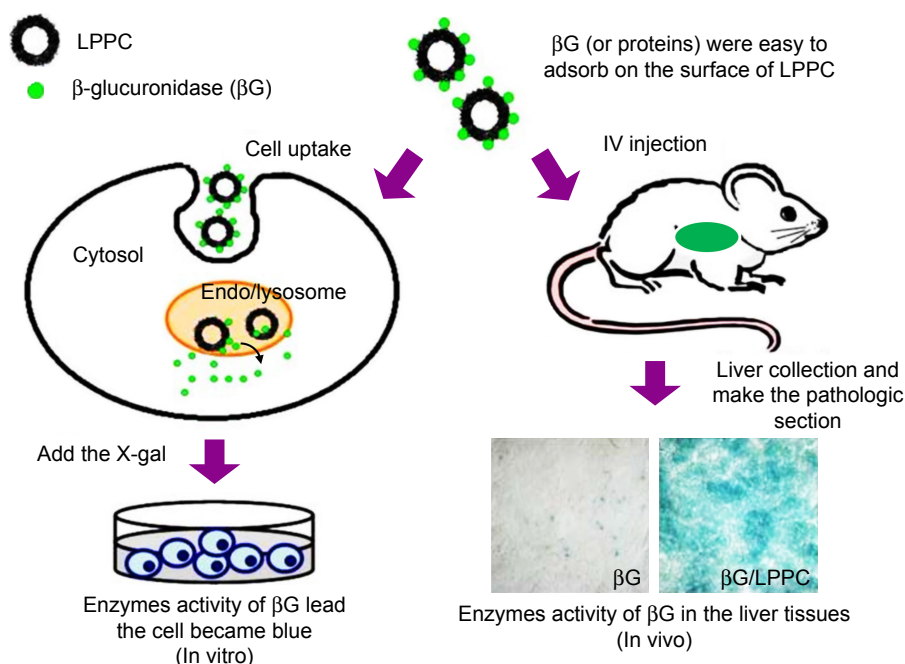 LPPC
β-glucuronidase (βG)
βG (or proteins) were easy to
adsorb on the surface of LPPC
Cell uptake
IV injection
Cytosol
Endo/lysosome
Liver collection and
make the pathologic
section
Add the X-gal
βG
βG/LPPC
Enzymes activity of βG lead
the cell became blue
(In vitro)
Enzymes activity of βG in the liver tissues
(In vivo)